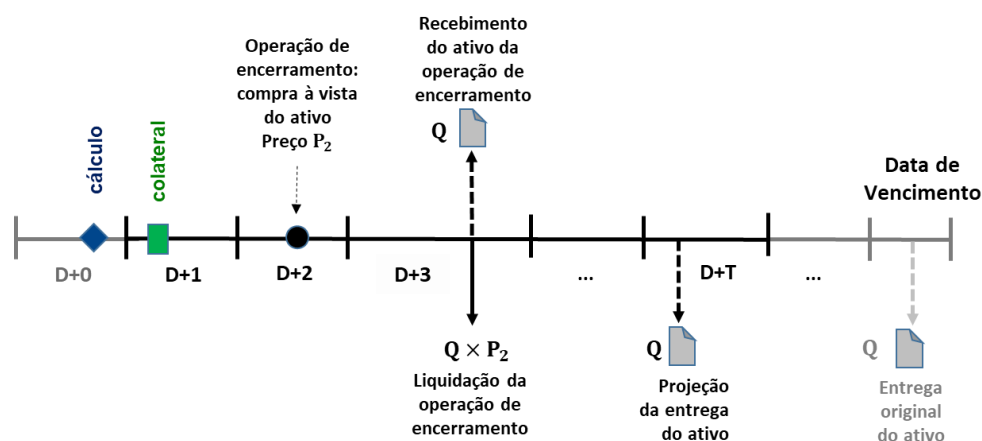 Operação de
encerramento:
compra à vista
do ativo
Preço P₂
Recebimento
do ativo da
operação de
encerramento
Q
cálculo
colateral
Data de
Vencimento
D+0
D+1
D+2
D+3
...
D+T
...
Q × P₂
Liquidação da
operação de
encerramento
Q
Projeção
da entrega
do ativo
Q
Entrega
original
do ativo